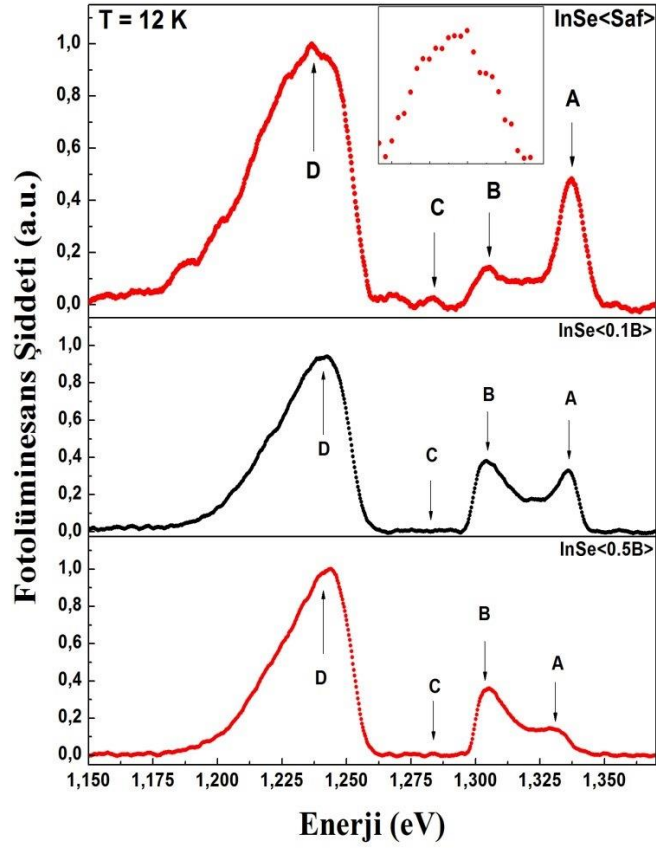 T = 12 K
InSe<Saf>
1,0
0,8
0,6
0,4
0,2
0,0
A
B
C
D
InSe<0.1B>
1,0
0,8
0,6
0,4
0,2
0,0
B
A
C
D
InSe<0.5B>
1,0
0,8
0,6
0,4
0,2
0,0
B
A
C
D
Fotolüminesans Şiddeti (a.u.)
1,150 1,175 1,200 1,225 1,250 1,275 1,300 1,325 1,350
Enerji (eV)